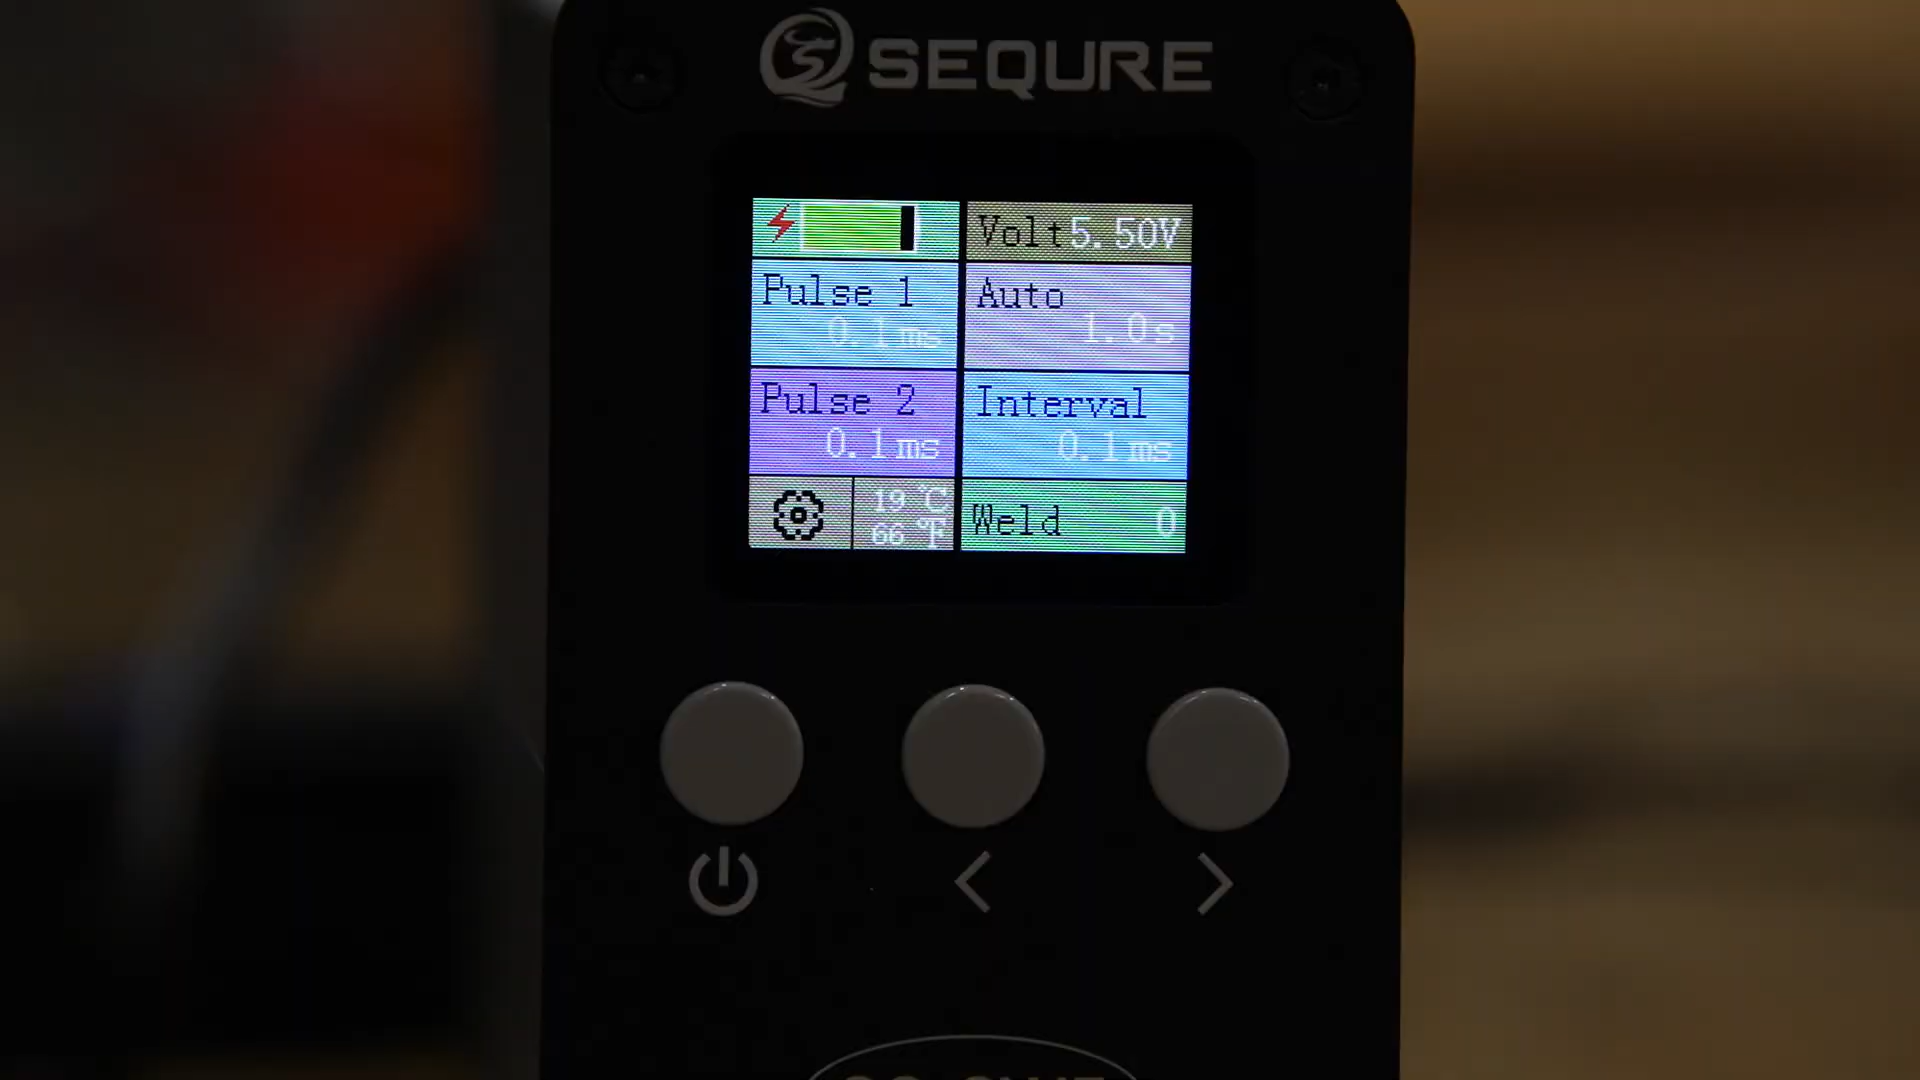 SEQURE
Volt 5.50V
Pulse 1
0.1ms
Auto
1.0s
Pulse 2
0.1ms
Interval
0.1ms
19 °C
66 °F
Weld 0